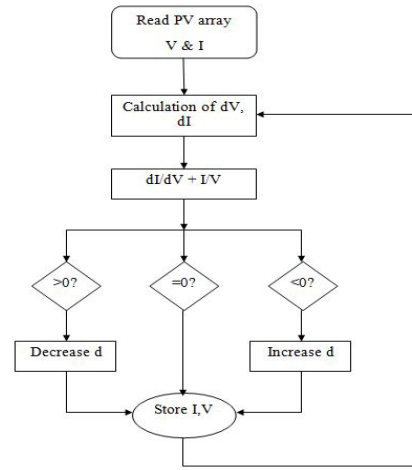 Read PV array
V & I
Calculation of dV,
dI
dI/dV + I/V
>0?
=0?
<0?
Decrease d
Increase d
Store I,V